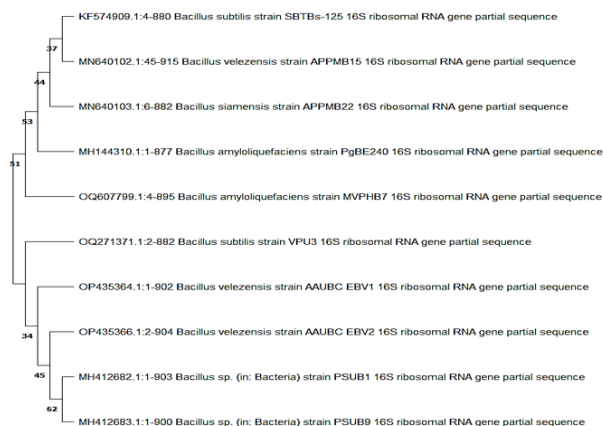 KF574909.1:4-880 Bacillus subtilis strain SBTBs-125 16S ribosomal RNA gene partial sequence
37
MN640102.1:45-915 Bacillus velezensis strain APPMB15 16S ribosomal RNA gene partial sequence
44
MN640103.1:6-882 Bacillus siamensis strain APPMB22 16S ribosomal RNA gene partial sequence
53
MH144310.1:1-877 Bacillus amyloliquefaciens strain PgBE240 16S ribosomal RNA gene partial sequence
51
OQ607799.1:4-895 Bacillus amyloliquefaciens strain MVPHB7 16S ribosomal RNA gene partial sequence
OQ271371.1:2-882 Bacillus subtilis strain VPU3 16S ribosomal RNA gene partial sequence
OP435364.1:1-902 Bacillus velezensis strain AAUBC EBV1 16S ribosomal RNA gene partial sequence
OP435366.1:2-904 Bacillus velezensis strain AAUBC EBV2 16S ribosomal RNA gene partial sequence
34
MH412682.1:1-903 Bacillus sp. (in: Bacteria) strain PSUB1 16S ribosomal RNA gene partial sequence
45
62
MH412683.1:1-900 Bacillus sp. (in: Bacteria) strain PSUB9 16S ribosomal RNA gene partial sequence